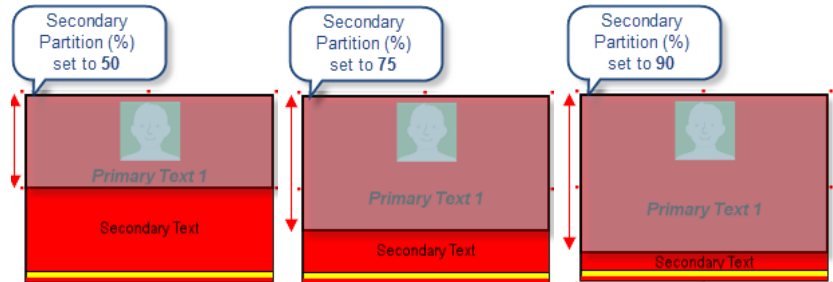 Secondary
Partition (%)
set to 50
Primary Text 1
Secondary Text
Secondary
Partition (%)
set to 75
Primary Text 1
Secondary Text
Secondary
Partition (%)
set to 90
Primary Text 1
Secondary Text